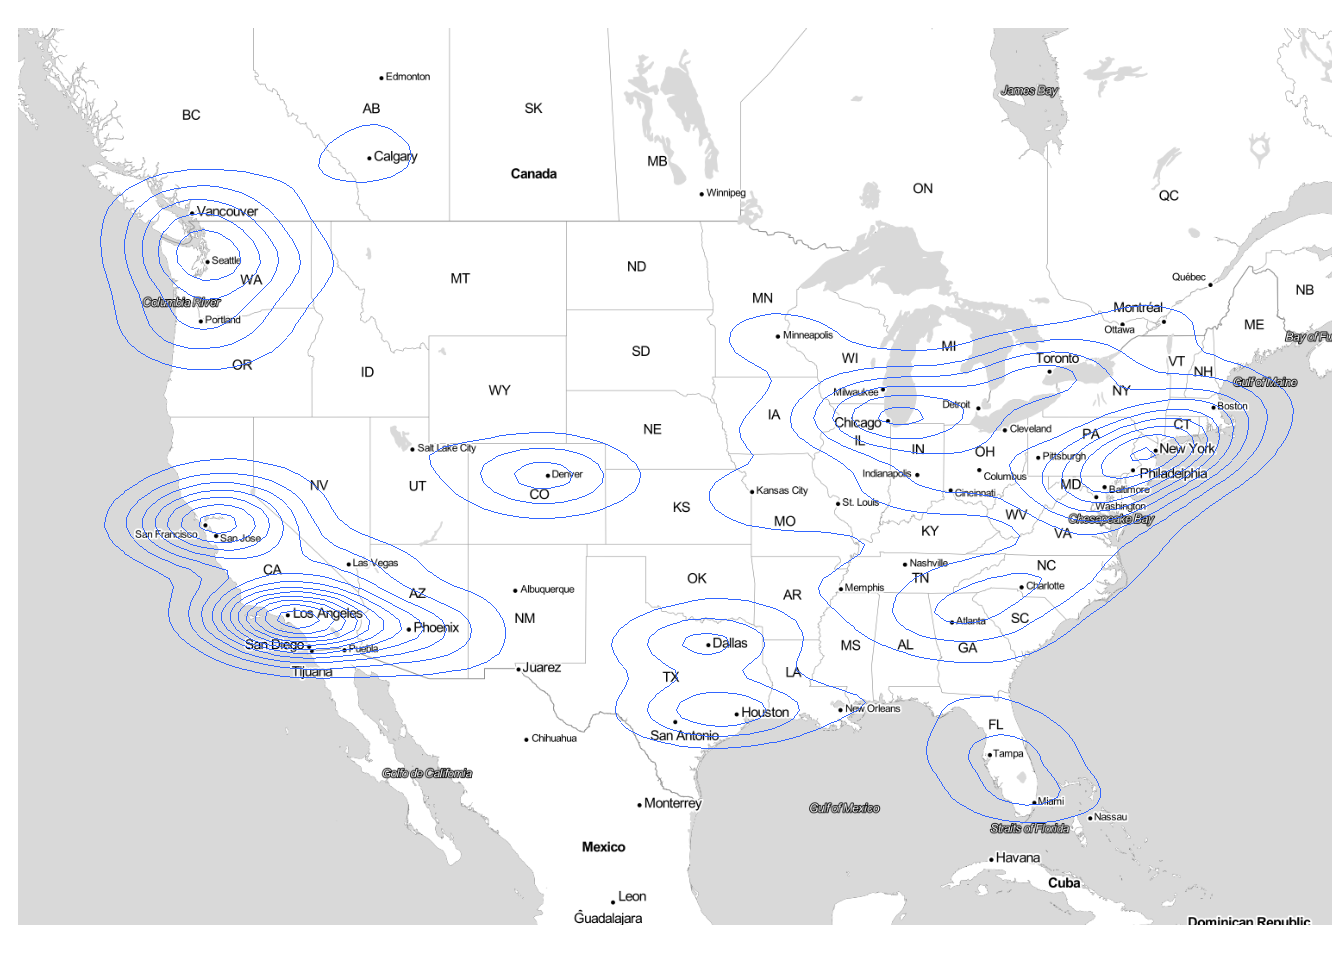 Edmonton
James Bay
AB
BC
SK
Calgary
MB
Canada
Winnipeg
ON
QC
Vancouver
Seattle
WA
MT
ND
Québec
NB
MN
Columbia River
Montréal
Portland
Ottawa
ME
Minneapolis
Bay of Fu
MI
SD
WI
Toronto
VT
OR
ID
NH
Gulf of Maine
WY
Milwaukee
NY
Detroit
Boston
IA
Chicago
CT
NE
Cleveland
PA
IL
Salt Lake City
IN
OH
New York
Pittsburgh
Denver
Indianapolis
Columbus
Philadelphia
NV
UT
CO
MD
Kansas City
Cincinnati
Baltimore
St. Louis
Washington
KS
WV
MO
Chesapeake Bay
San Francisco
San Jose
KY
VA
Las Vegas
Nashville
NC
CA
OK
TN
Albuquerque
Memphis
Charlotte
AZ
AR
Los Angeles
NM
SC
Atlanta
Phoenix
San Diego
Dallas
MS
AL
GA
Puebla
Juarez
Tijuana
LA
TX
New Orleans
Houston
FL
San Antonio
Chihuahua
Tampa
Golfo de California
Miami
Monterrey
Gulf of Mexico
Nassau
Straits of Florida
Mexico
Havana
Cuba
Leon
Guadalajara
Dominican Republic